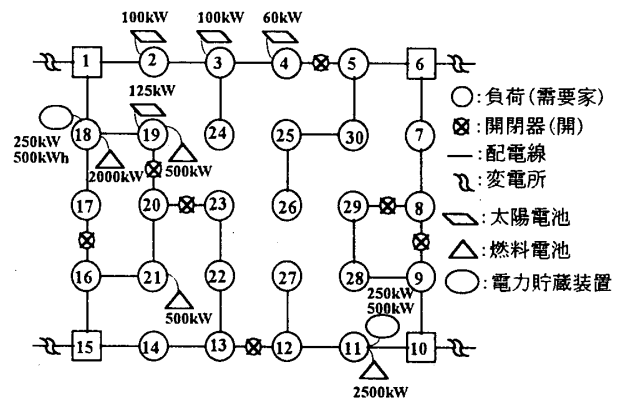 100kW 100kW 60kW
1 2 3 4 5 6
125kW
○:負荷(需要家)
18 19 24 25 30 7
250kW
500kWh
2000kW 500kW
:開閉器(開)
:配電線
:変電所
17 20 23 26 29 8
:太陽電池
:燃料電池
16 21 22 27 28 9
250kW
500kW
:電力貯蔵装置
500kW
15 14 13 12 11 10
2500kW